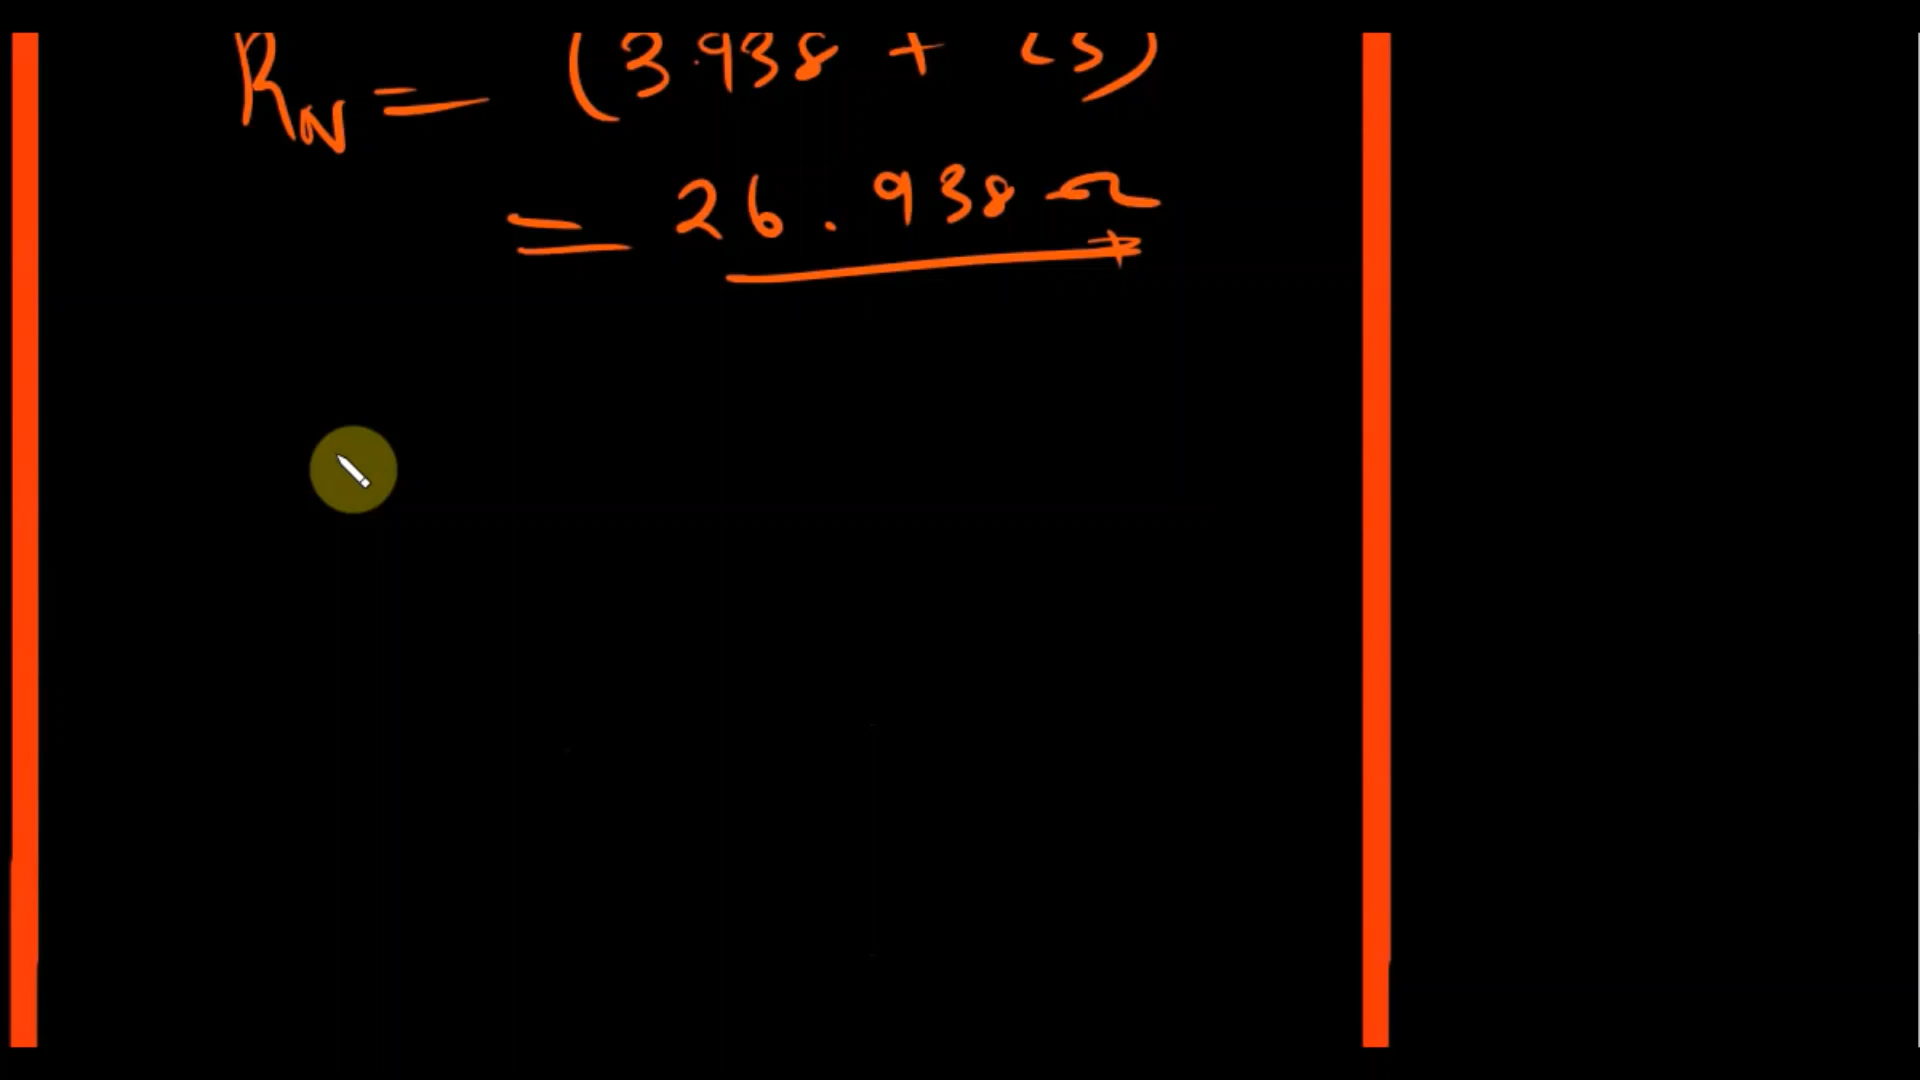 R_N = (3.938 + 23)
= 26.938 Ω